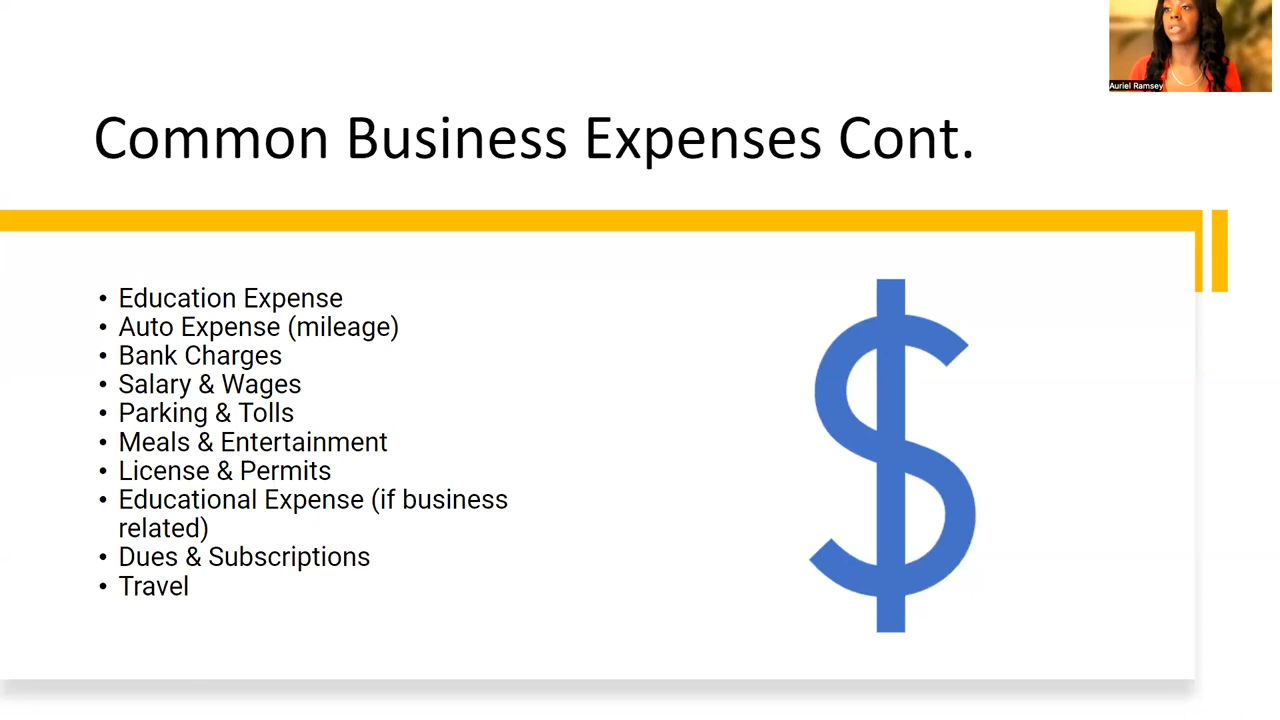 Auriel Ramsey
Common Business Expenses Cont.
• Education Expense
• Auto Expense (mileage)
• Bank Charges
• Salary & Wages
• Parking & Tolls
• Meals & Entertainment
• License & Permits
• Educational Expense (if business
related)
• Dues & Subscriptions
• Travel
$